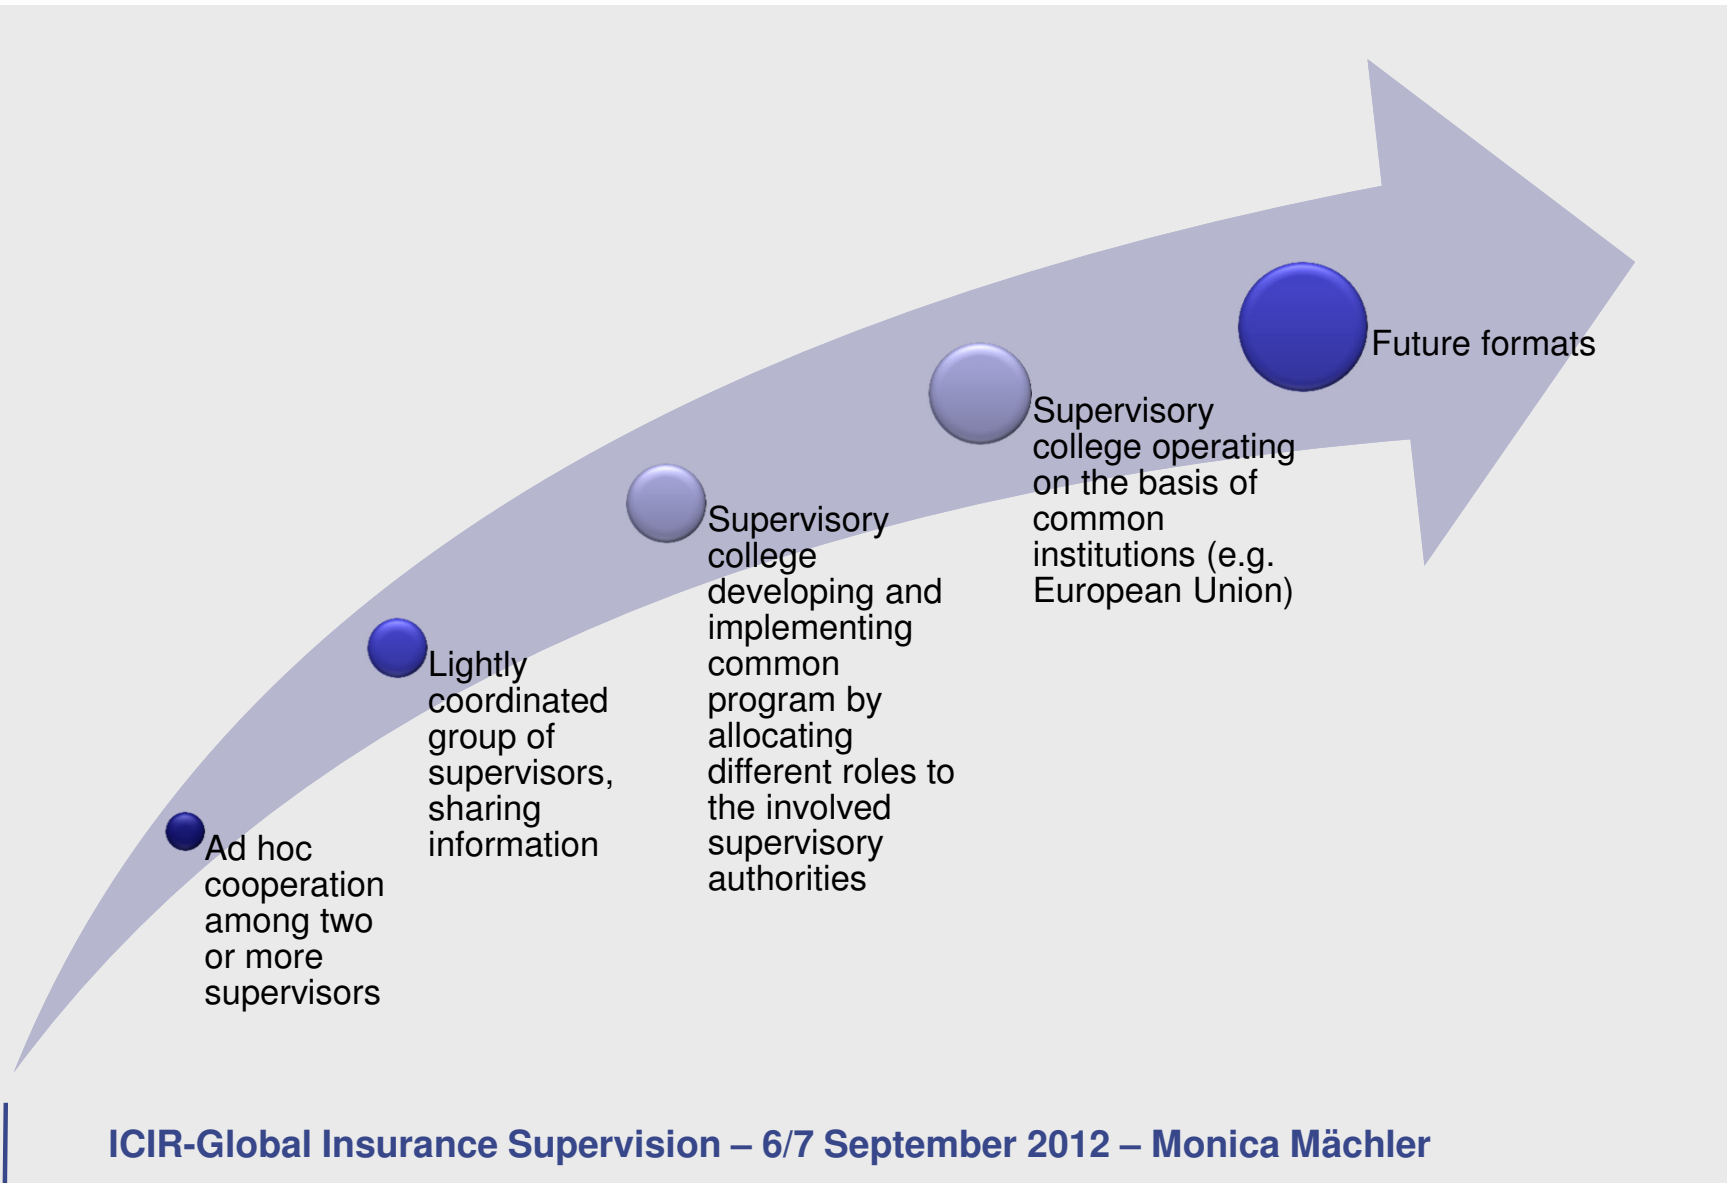 Future formats
Supervisory
college operating
on the basis of
common
institutions (e.g.
European Union)
Supervisory
college
developing and
implementing
common
program by
allocating
different roles to
the involved
supervisory
authorities
Lightly
coordinated
group of
supervisors,
sharing
information
Ad hoc
cooperation
among two
or more
supervisors
ICIR-Global Insurance Supervision – 6/7 September 2012 – Monica Mächler